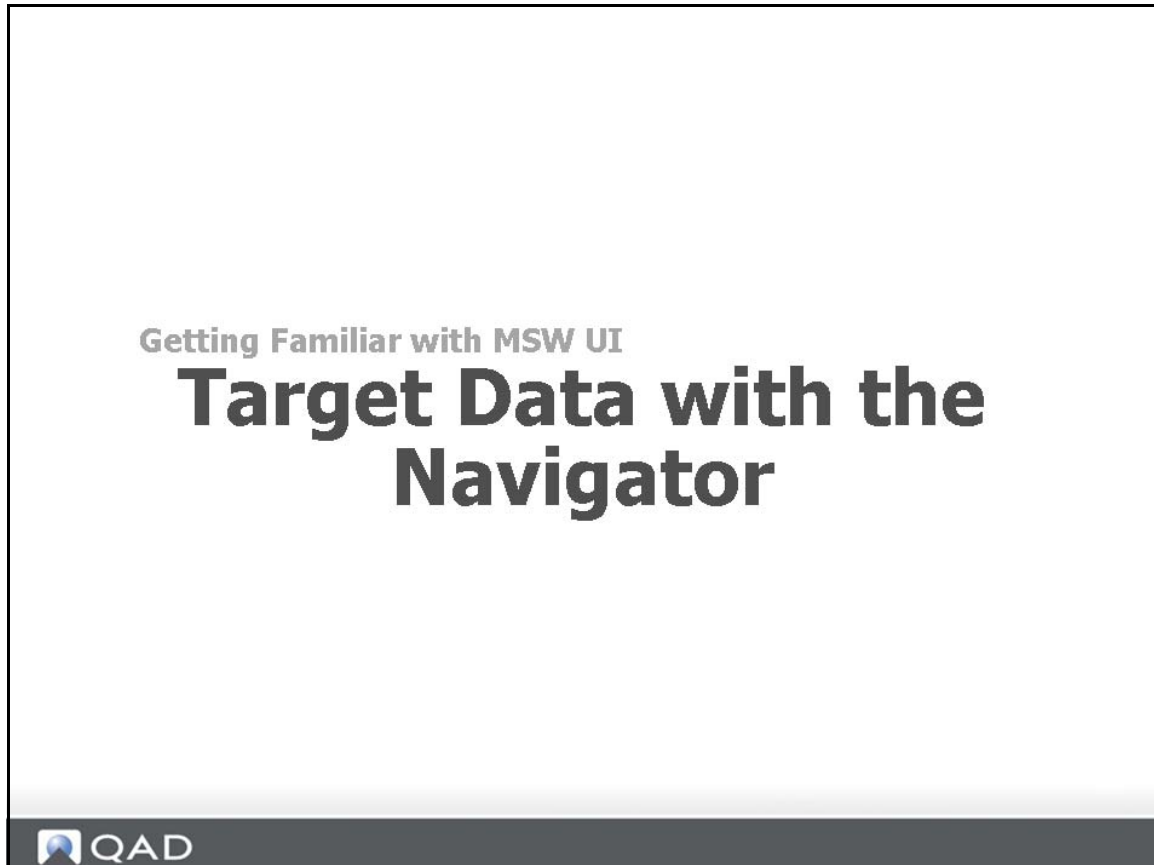 Getting Familiar with MSW UI
Target Data with the
Navigator
QAD